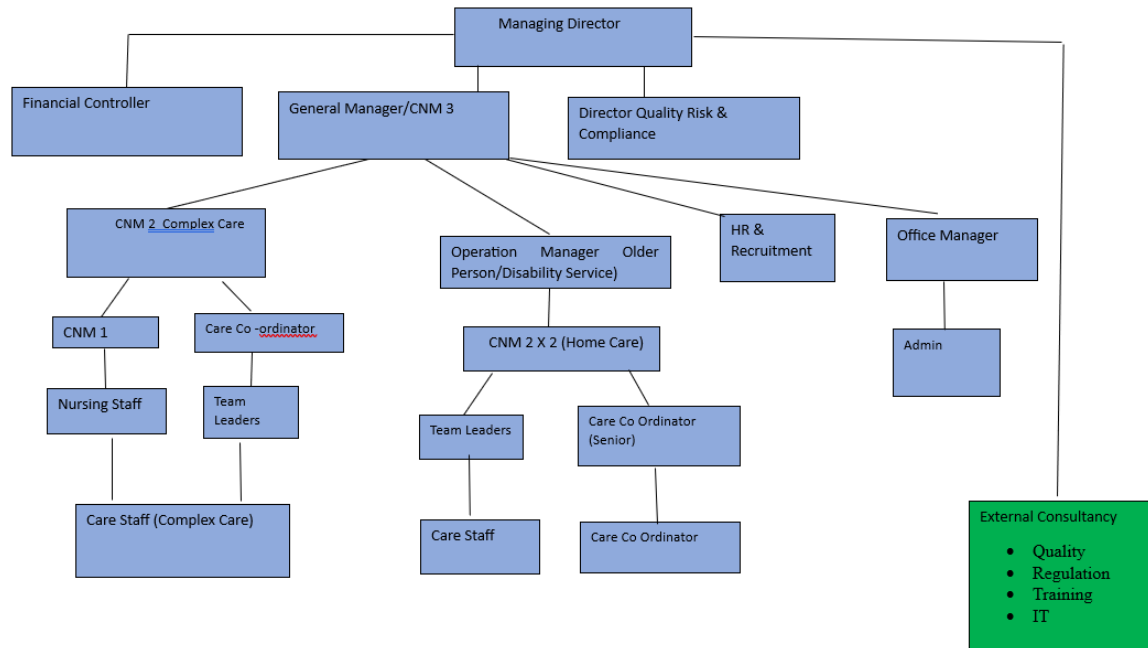 Managing Director
Financial Controller
General Manager/CNM 3
Director Quality Risk &
Compliance
CNM 2 Complex Care
Operation Manager Older
Person/Disability Service)
HR &
Recruitment
Office Manager
CNM 1
Care Co -ordinator
CNM 2 X 2 (Home Care)
Admin
Nursing Staff
Team
Leaders
Team Leaders
Care Co Ordinator
(Senior)
Care Staff (Complex Care)
Care Staff
Care Co Ordinator
External Consultancy
• Quality
• Regulation
• Training
• IT